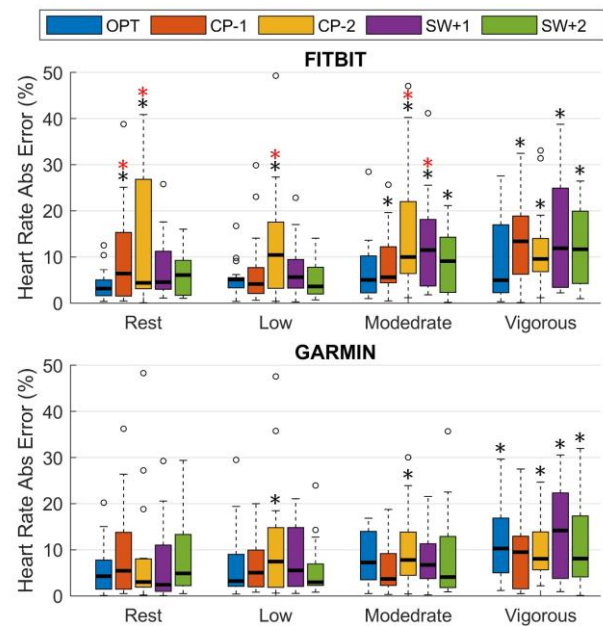 OPT CP-1 CP-2 SW+1 SW+2
FITBIT
Heart Rate Abs Error (%)
50
40
30
20
10
0
Rest Low Modedrate Vigorous
GARMIN
Heart Rate Abs Error (%)
50
40
30
20
10
0
Rest Low Modedrate Vigorous